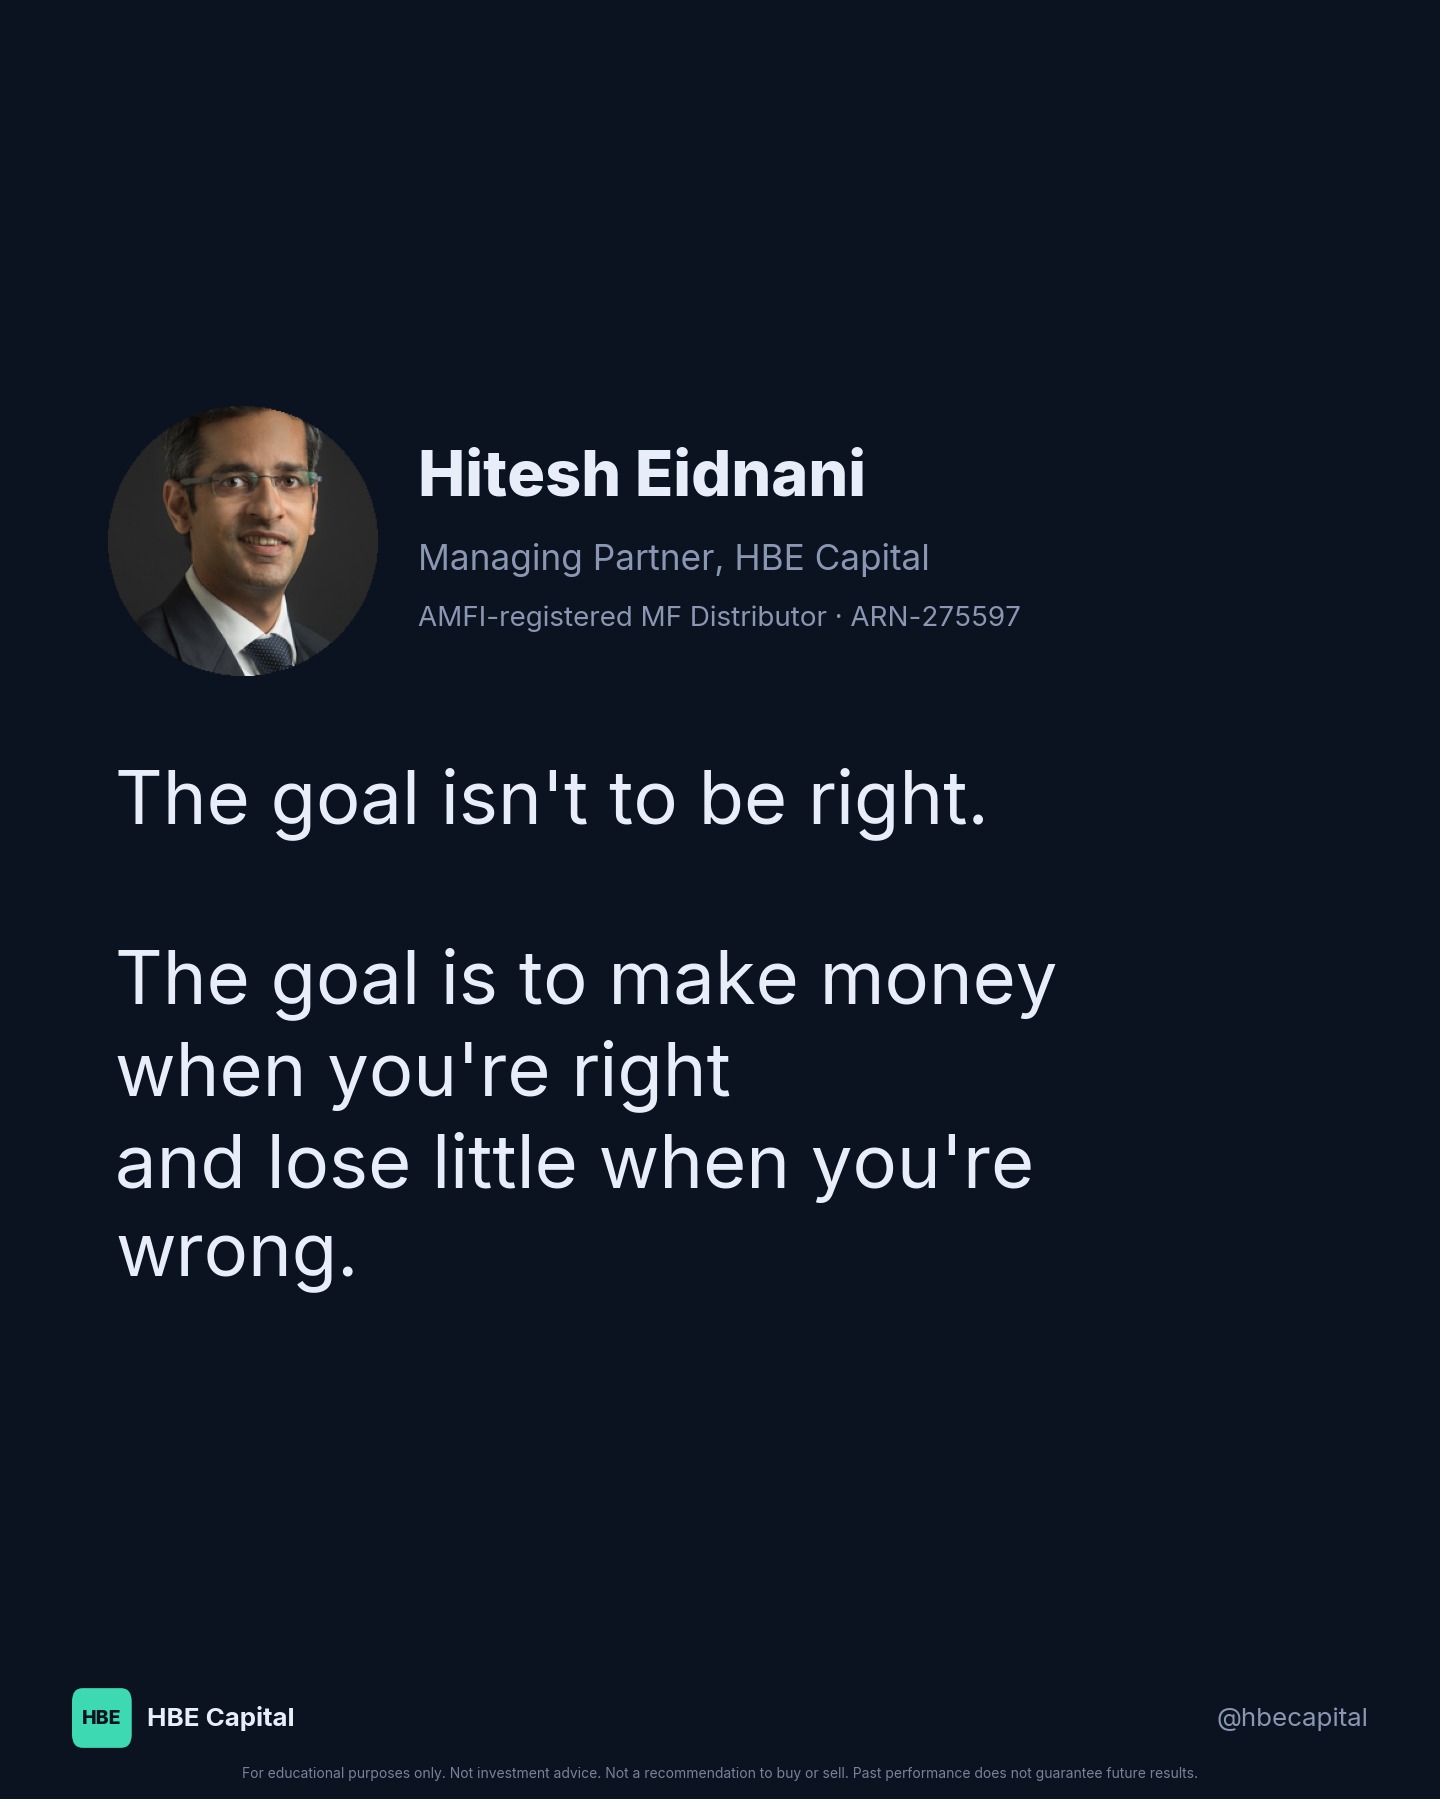 Hitesh Eidnani
Managing Partner, HBE Capital
AMFI-registered MF Distributor · ARN-275597
The goal isn't to be right.
The goal is to make money
when you're right
and lose little when you're
wrong.
HBE HBE Capital @hbecapital
For educational purposes only. Not investment advice. Not a recommendation to buy or sell. Past performance does not guarantee future results.